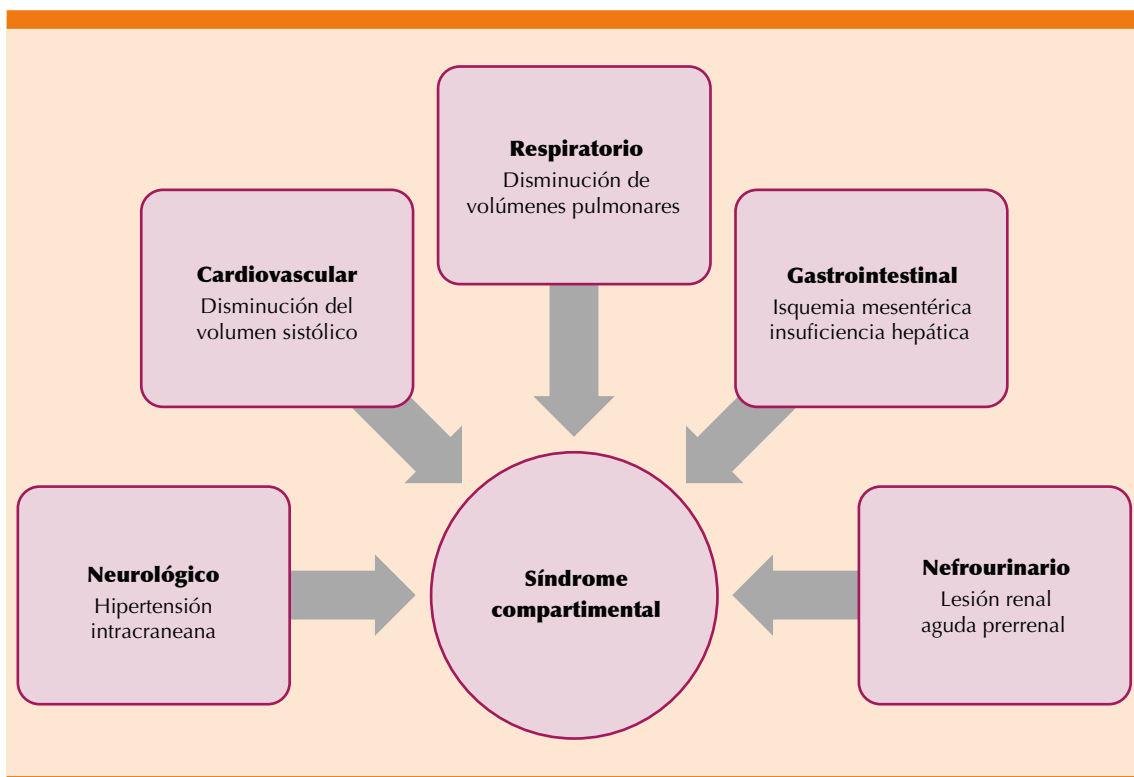 Respiratorio
Disminución de
volúmenes pulmonares
Cardiovascular
Disminución del
volumen sistólico
Gastrointestinal
Isquemia mesentérica
insuficiencia hepática
Neurológico
Hipertensión
intracraneana
Síndrome
compartimental
Nefrourinario
Lesión renal
aguda prerrenal